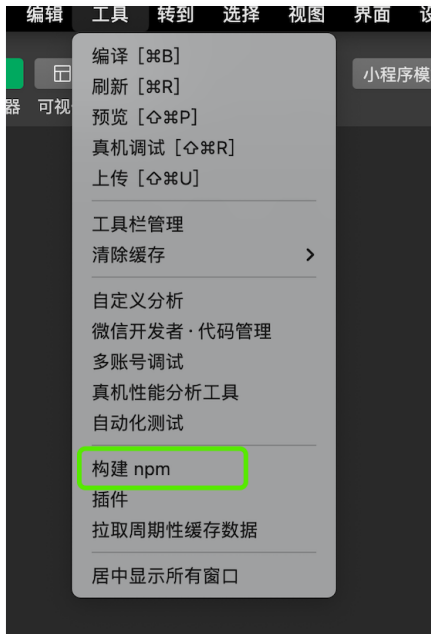 编辑 工具 转到 选择 视图 界面
编译 [⌘B]
刷新 [⌘R]
预览 [⇧⌘P]
真机调试 [⇧⌘R]
上传 [⇧⌘U]
器 可视
小程序模
工具栏管理
清除缓存
自定义分析
微信开发者·代码管理
多账号调试
真机性能分析工具
自动化测试
构建 npm
插件
拉取周期性缓存数据
居中显示所有窗口